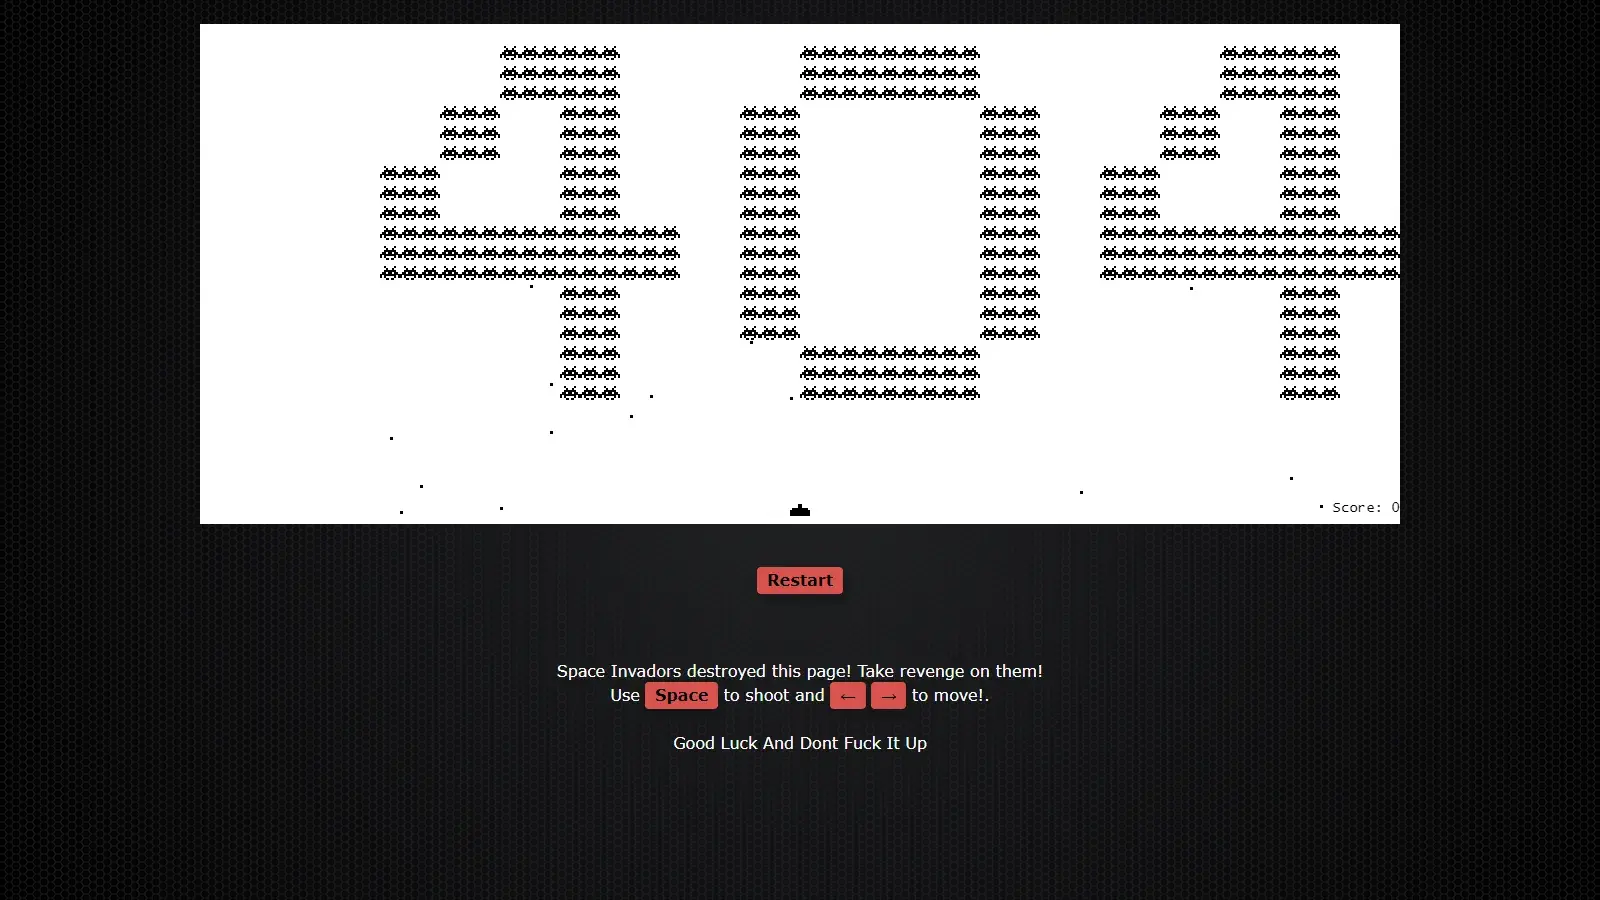 404
Score: 0
Restart
Space Invadors destroyed this page! Take revenge on them!
Use Space to shoot and ← → to move!.
Good Luck And Dont Fuck It Up